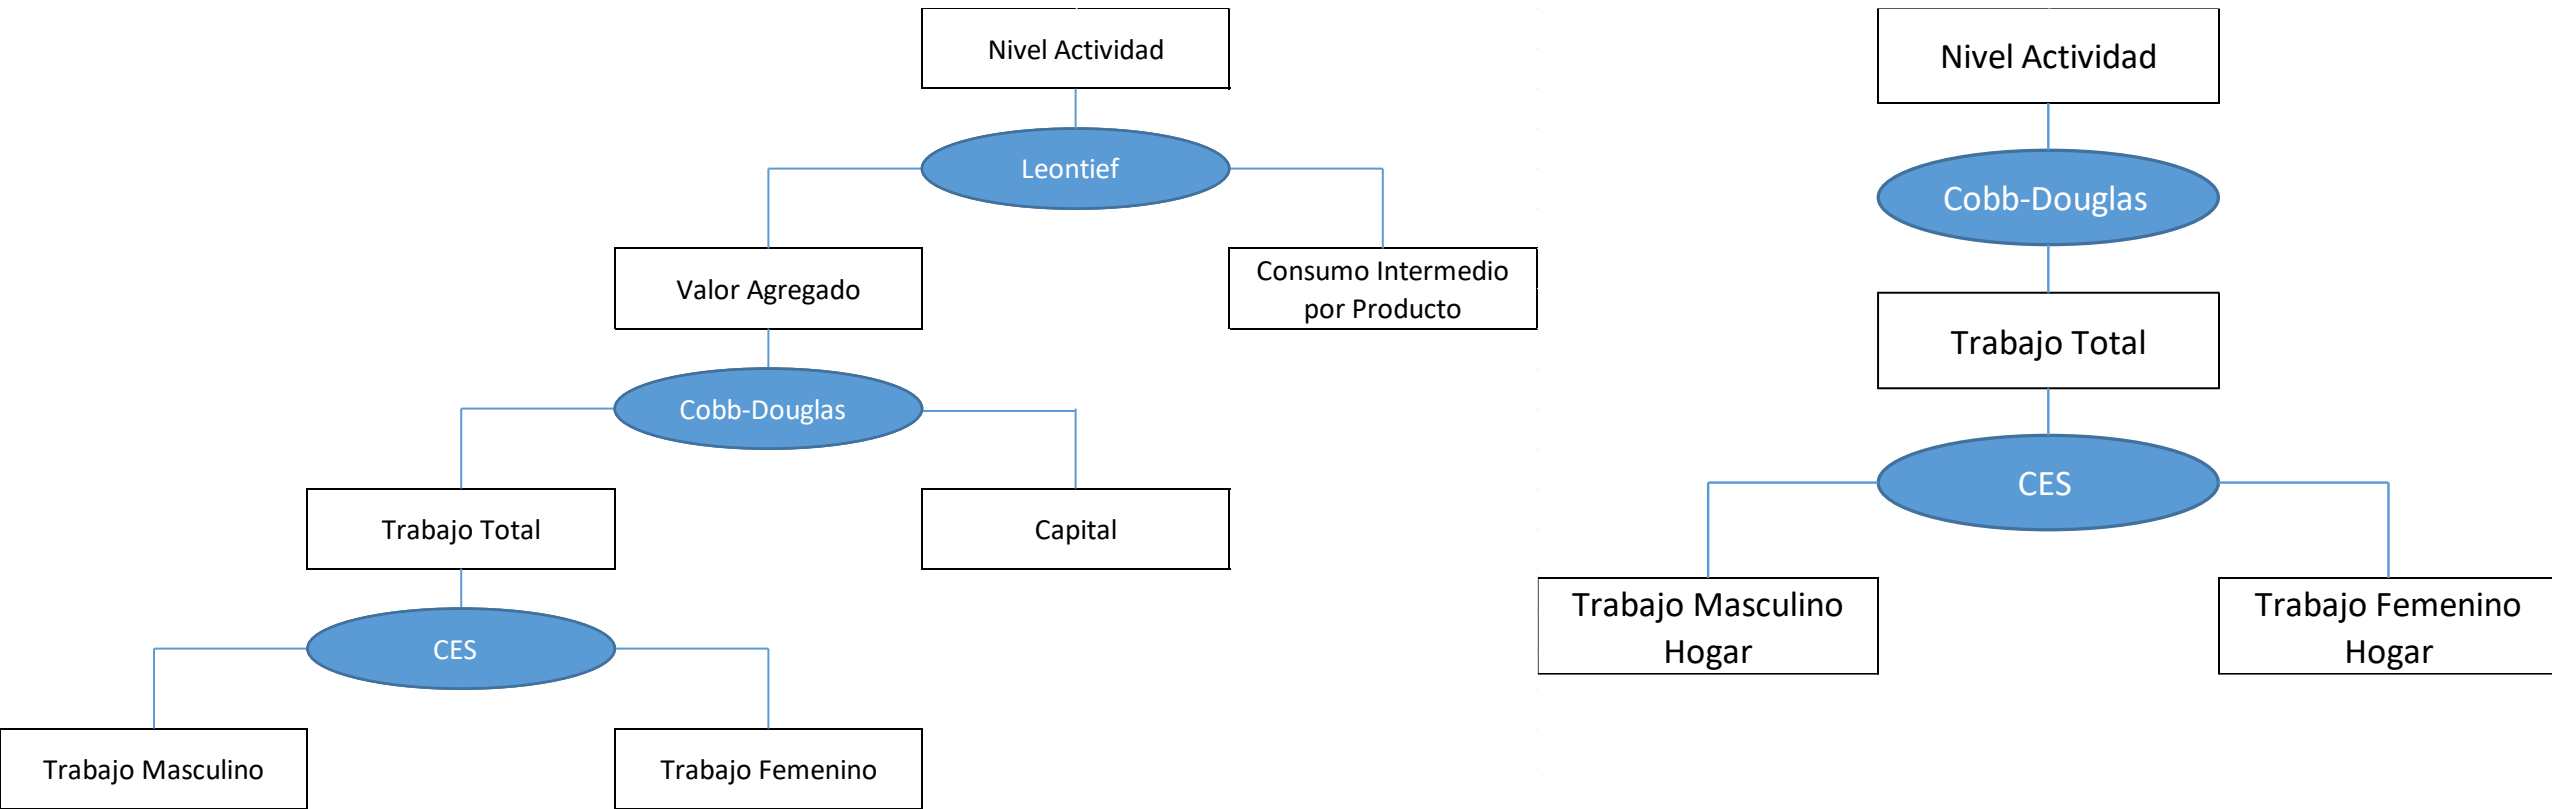 Nivel Actividad
Leontief
Valor Agregado
Consumo Intermedio
por Producto
Cobb-Douglas
Trabajo Total
Capital
CES
Trabajo Masculino
Trabajo Femenino
Nivel Actividad
Cobb-Douglas
Trabajo Total
CES
Trabajo Masculino
Hogar
Trabajo Femenino
Hogar